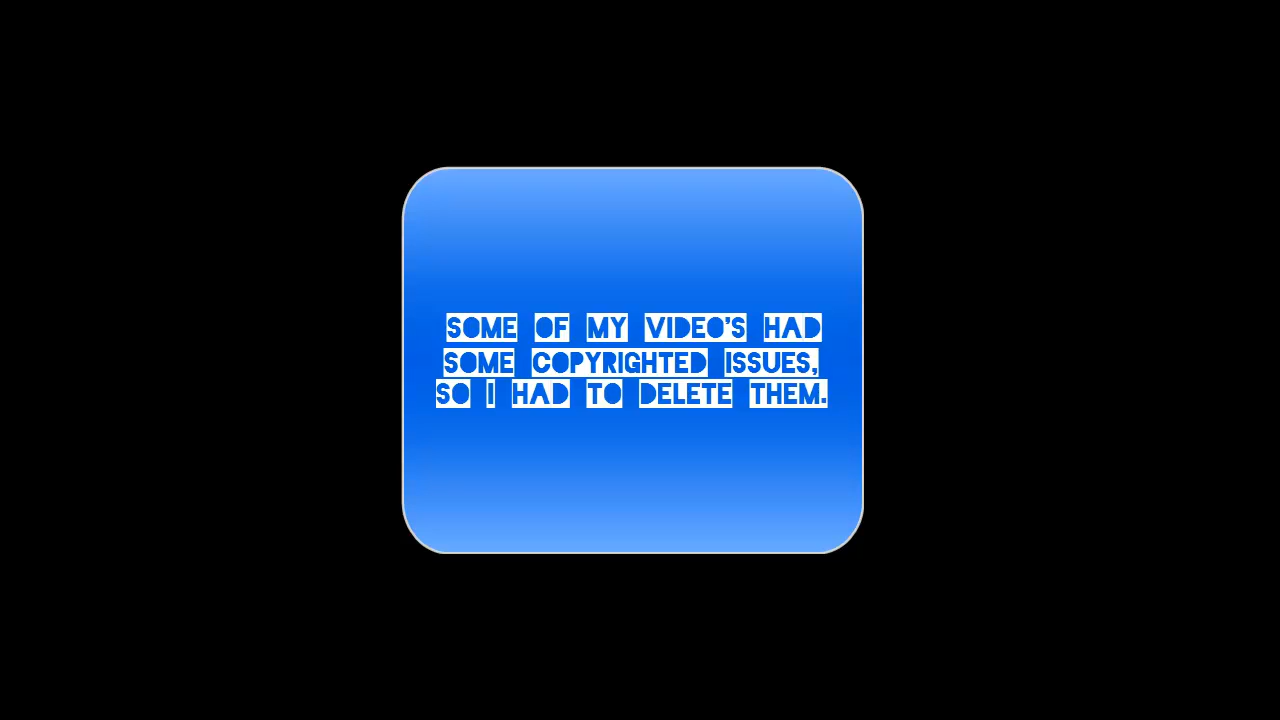 SOME OF MY VIDEO'S HAD
SOME COPYRIGHTED ISSUES,
SO I HAD TO DELETE THEM.